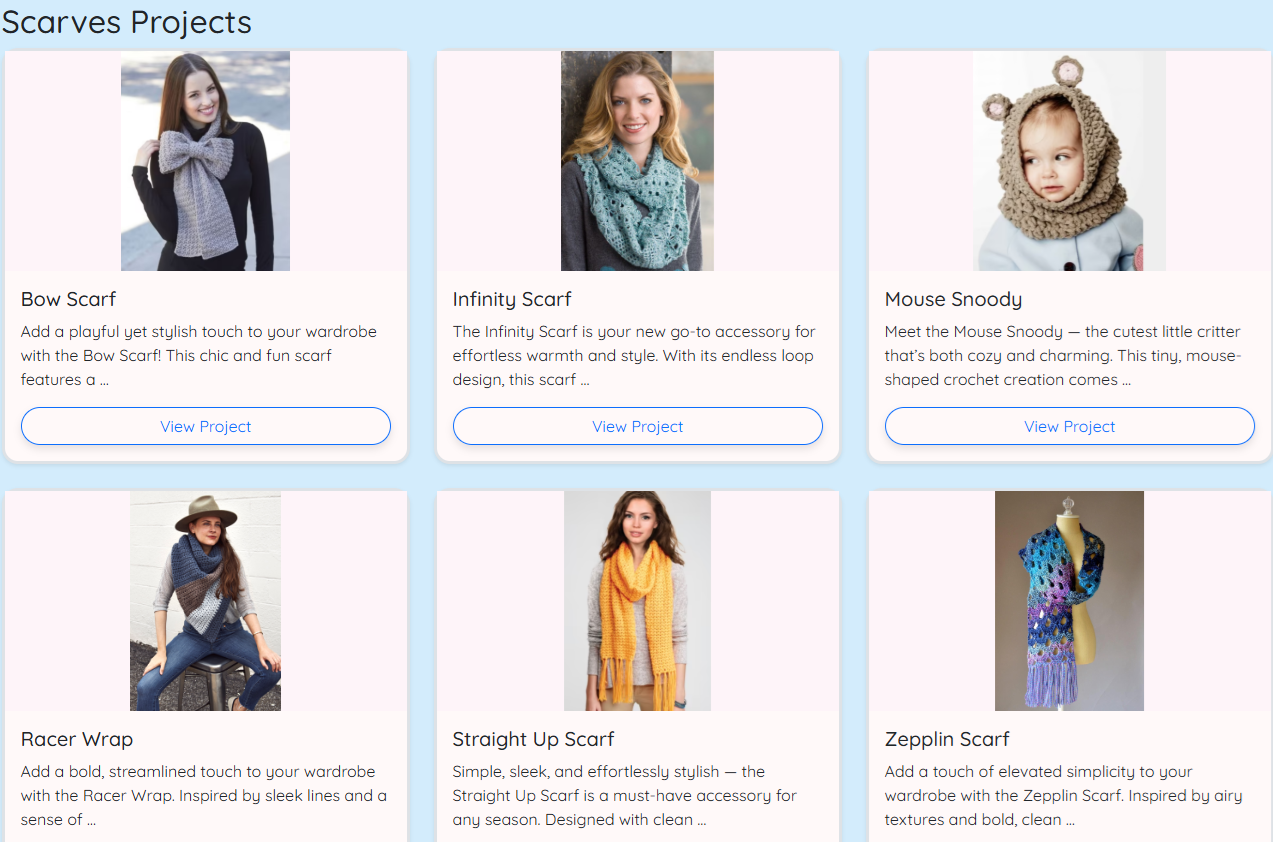 Scarves Projects
Bow Scarf
Add a playful yet stylish touch to your wardrobe
with the Bow Scarf! This chic and fun scarf
features a ...
View Project
Infinity Scarf
The Infinity Scarf is your new go-to accessory for
effortless warmth and style. With its endless loop
design, this scarf ...
View Project
Mouse Snoody
Meet the Mouse Snoody — the cutest little critter
that's both cozy and charming. This tiny, mouse-
shaped crochet creation comes ...
View Project
Racer Wrap
Add a bold, streamlined touch to your wardrobe
with the Racer Wrap. Inspired by sleek lines and a
sense of ...
Straight Up Scarf
Simple, sleek, and effortlessly stylish — the
Straight Up Scarf is a must-have accessory for
any season. Designed with clean ...
Zepplin Scarf
Add a touch of elevated simplicity to your
wardrobe with the Zepplin Scarf. Inspired by airy
textures and bold, clean ...